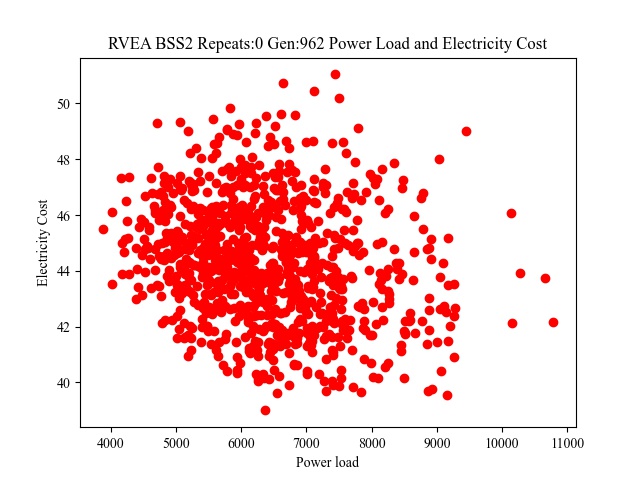 RVEA BSS2 Repeats:0 Gen:962 Power Load and Electricity Cost
50
48
46
44
42
40
Electricity Cost
4000 5000 6000 7000 8000 9000 10000 11000
Power load